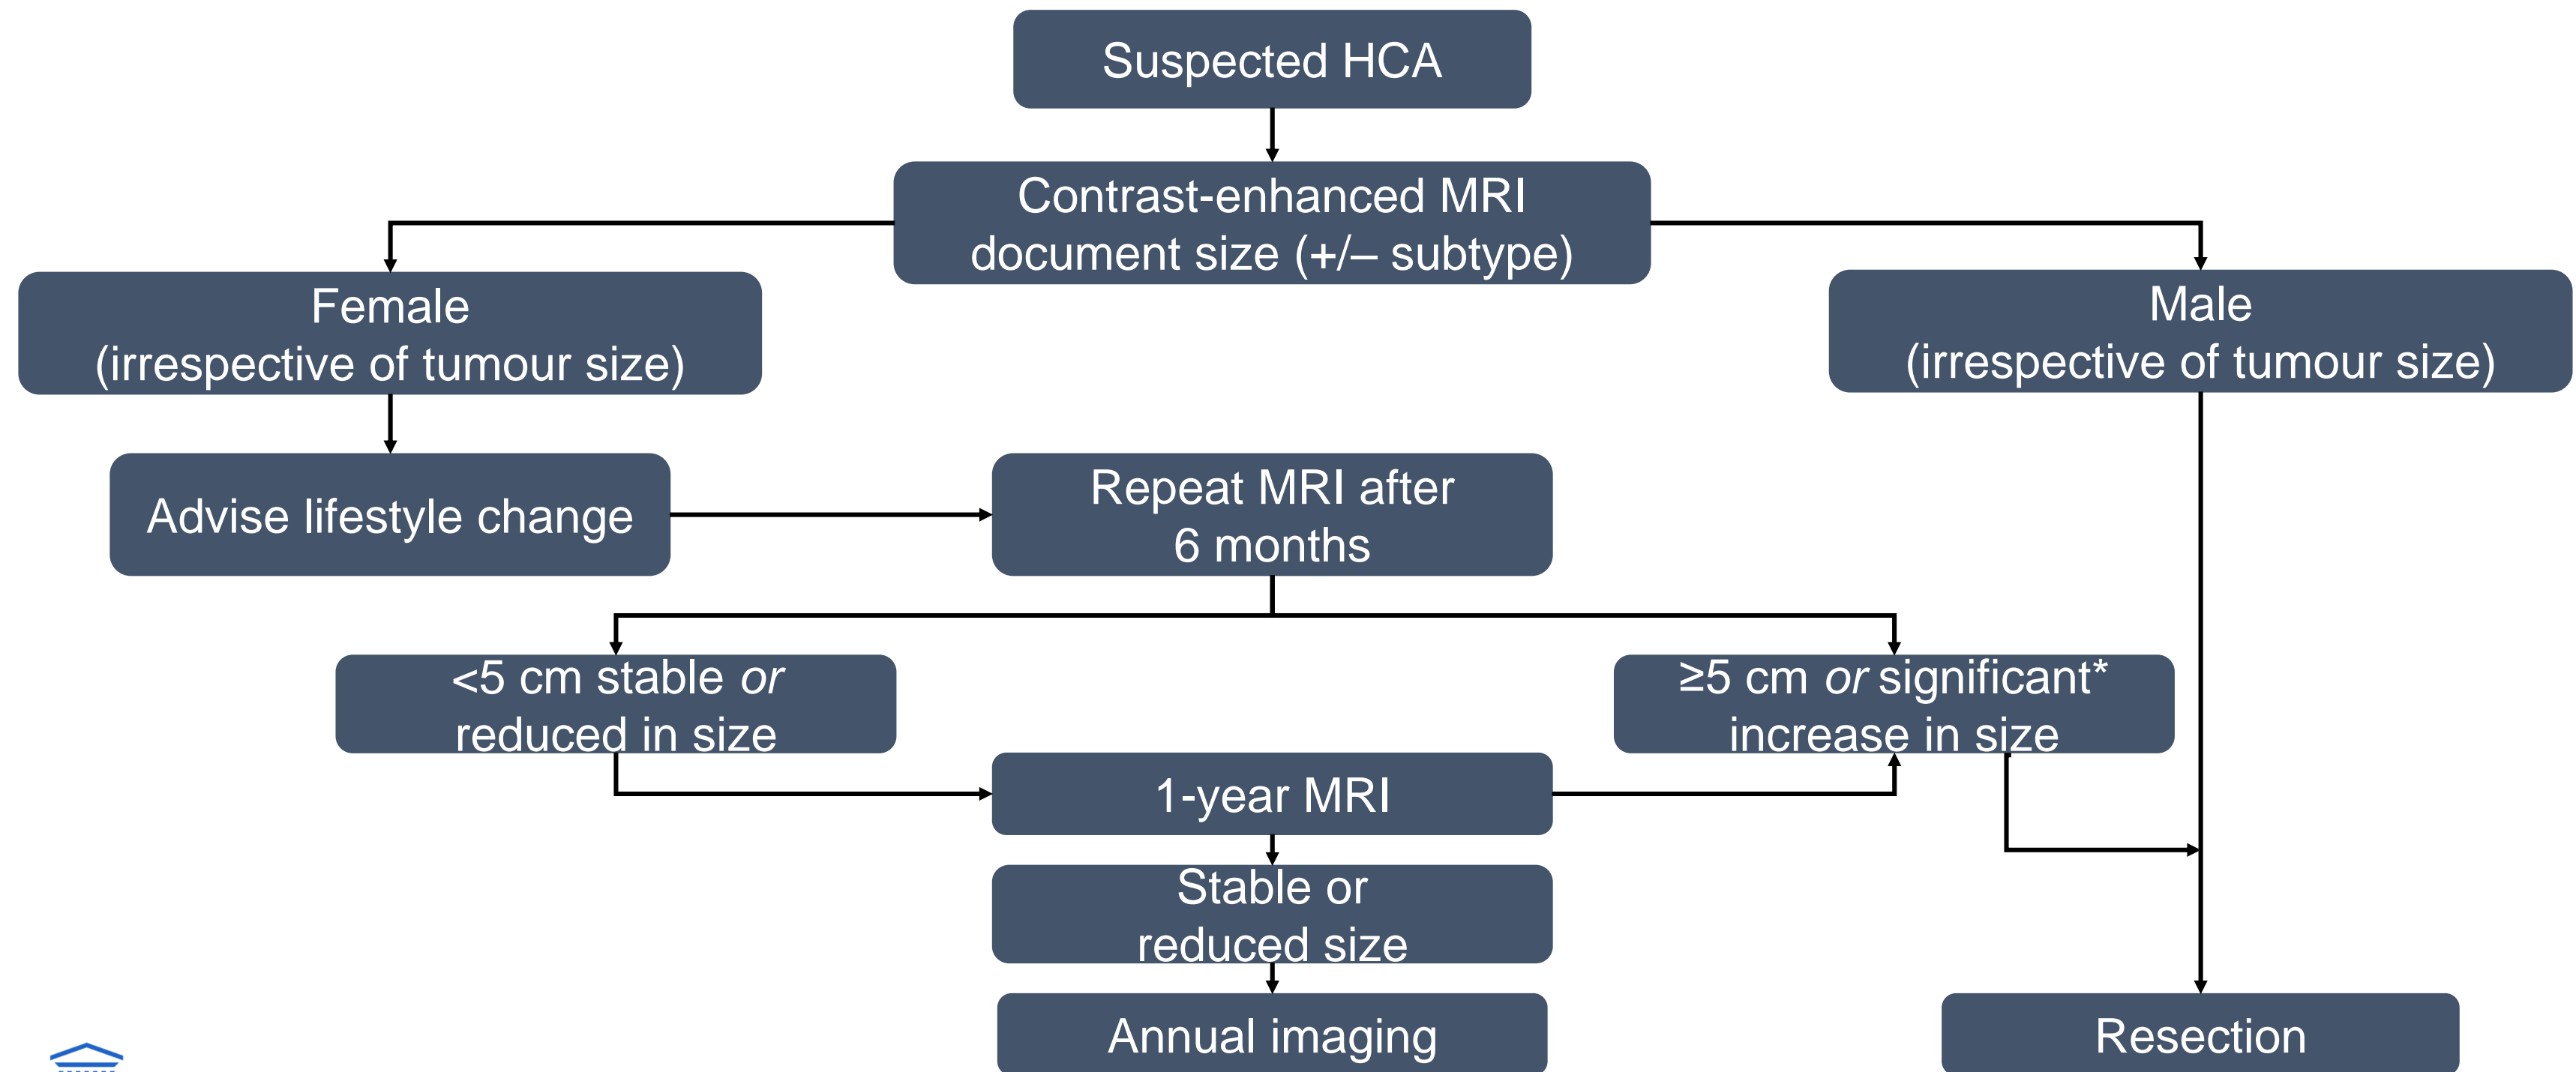 Suspected HCA
Contrast-enhanced MRI
document size (+/– subtype)
Female
(irrespective of tumour size)
Male
(irrespective of tumour size)
Advise lifestyle change
Repeat MRI after
6 months
<5 cm stable or
reduced in size
≥5 cm or significant*
increase in size
1-year MRI
Stable or
reduced size
Annual imaging
Resection